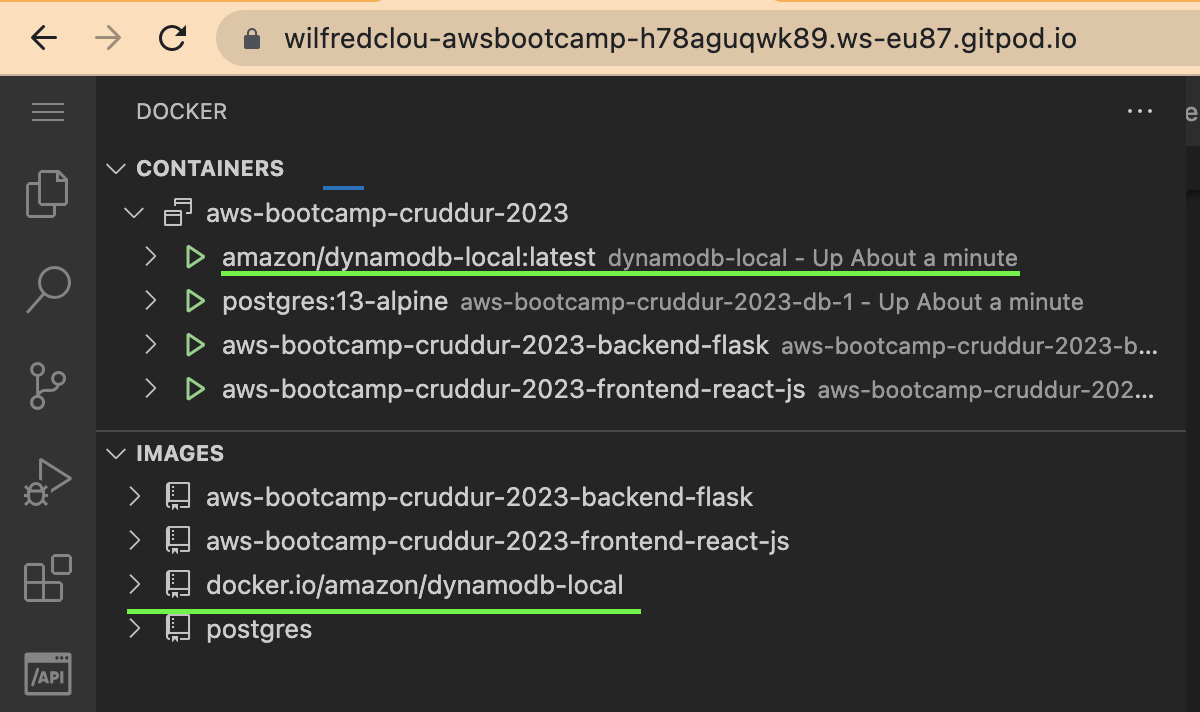 wilfredclou-awsbootcamp-h78aguqwk89.ws-eu87.gitpod.io
DOCKER
CONTAINERS
aws-bootcamp-cruddur-2023
amazon/dynamodb-local:latest dynamodb-local - Up About a minute
postgres:13-alpine aws-bootcamp-cruddur-2023-db-1 - Up About a minute
aws-bootcamp-cruddur-2023-backend-flask aws-bootcamp-cruddur-2023-b...
aws-bootcamp-cruddur-2023-frontend-react-js aws-bootcamp-cruddur-202...
IMAGES
aws-bootcamp-cruddur-2023-backend-flask
aws-bootcamp-cruddur-2023-frontend-react-js
docker.io/amazon/dynamodb-local
postgres
/API